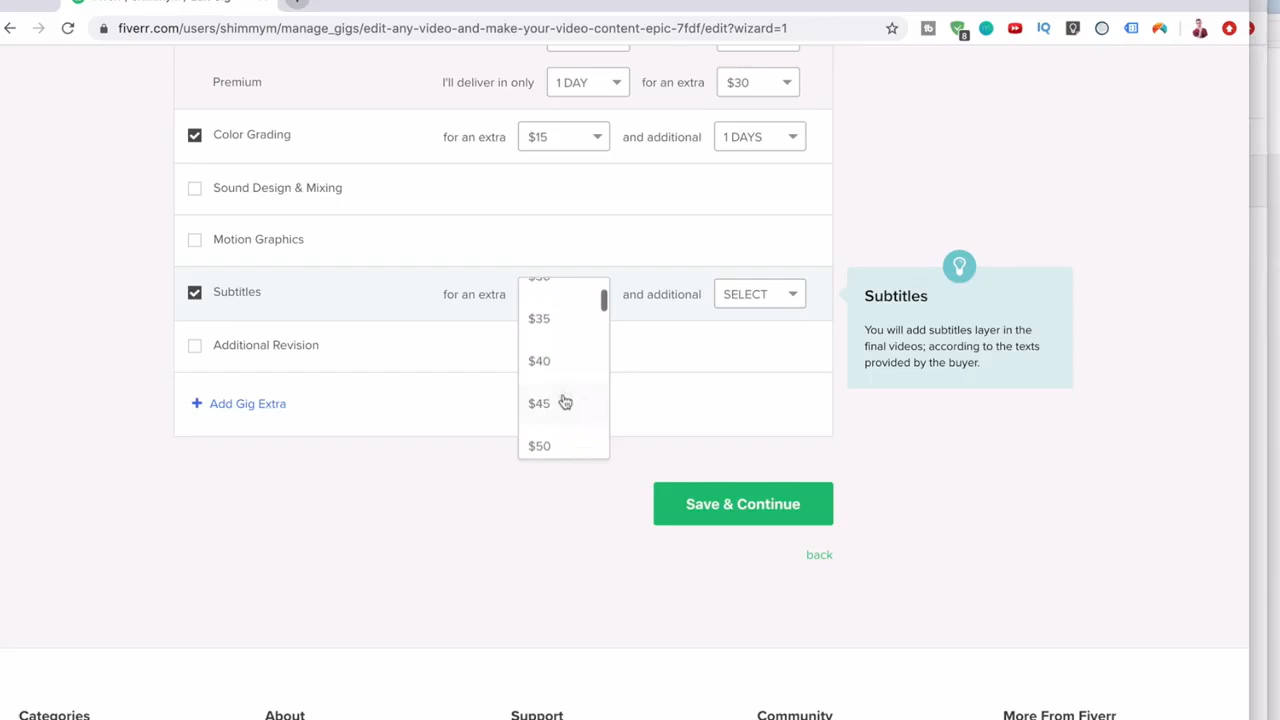 fiverr.com/users/shimmym/manage_gigs/edit-any-video-and-make-your-video-content-epic-7fdf/edit?wizard=1
8
Premium I'll deliver in only 1 DAY for an extra $30
Color Grading for an extra $15 and additional 1 DAYS
Sound Design & Mixing
Motion Graphics
Subtitles for an extra and additional SELECT
$35
$40
$45
$50
Additional Revision
+ Add Gig Extra
Subtitles
You will add subtitles layer in the
final videos; according to the texts
provided by the buyer.
Save & Continue
back
Categories About Support Community More From Fiverr